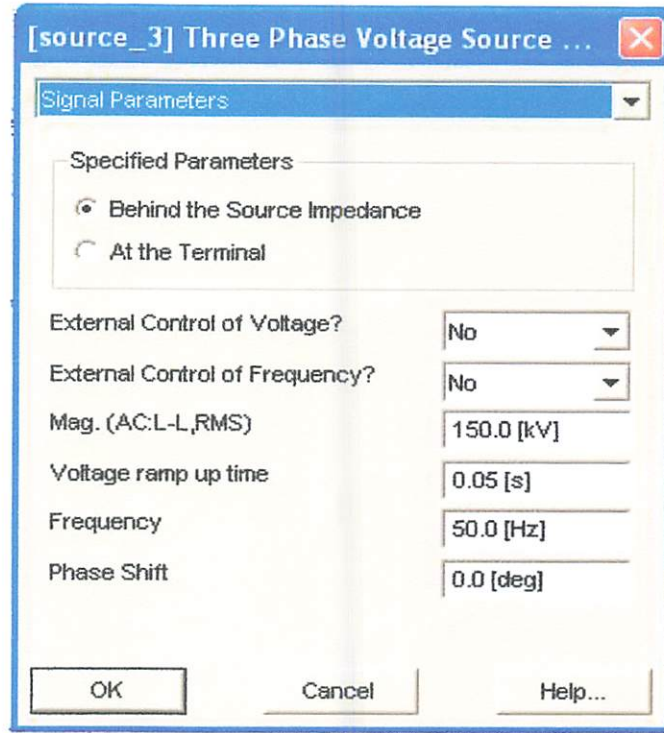 [source_3] Three Phase Voltage Source ...
Signal Parameters
Specified Parameters
Behind the Source Impedance
At the Terminal
External Control of Voltage? No
External Control of Frequency? No
Mag. (AC:L-L,RMS) 150.0 [kV]
Voltage ramp up time 0.05 [s]
Frequency 50.0 [Hz]
Phase Shift 0.0 [deg]
OK Cancel Help...